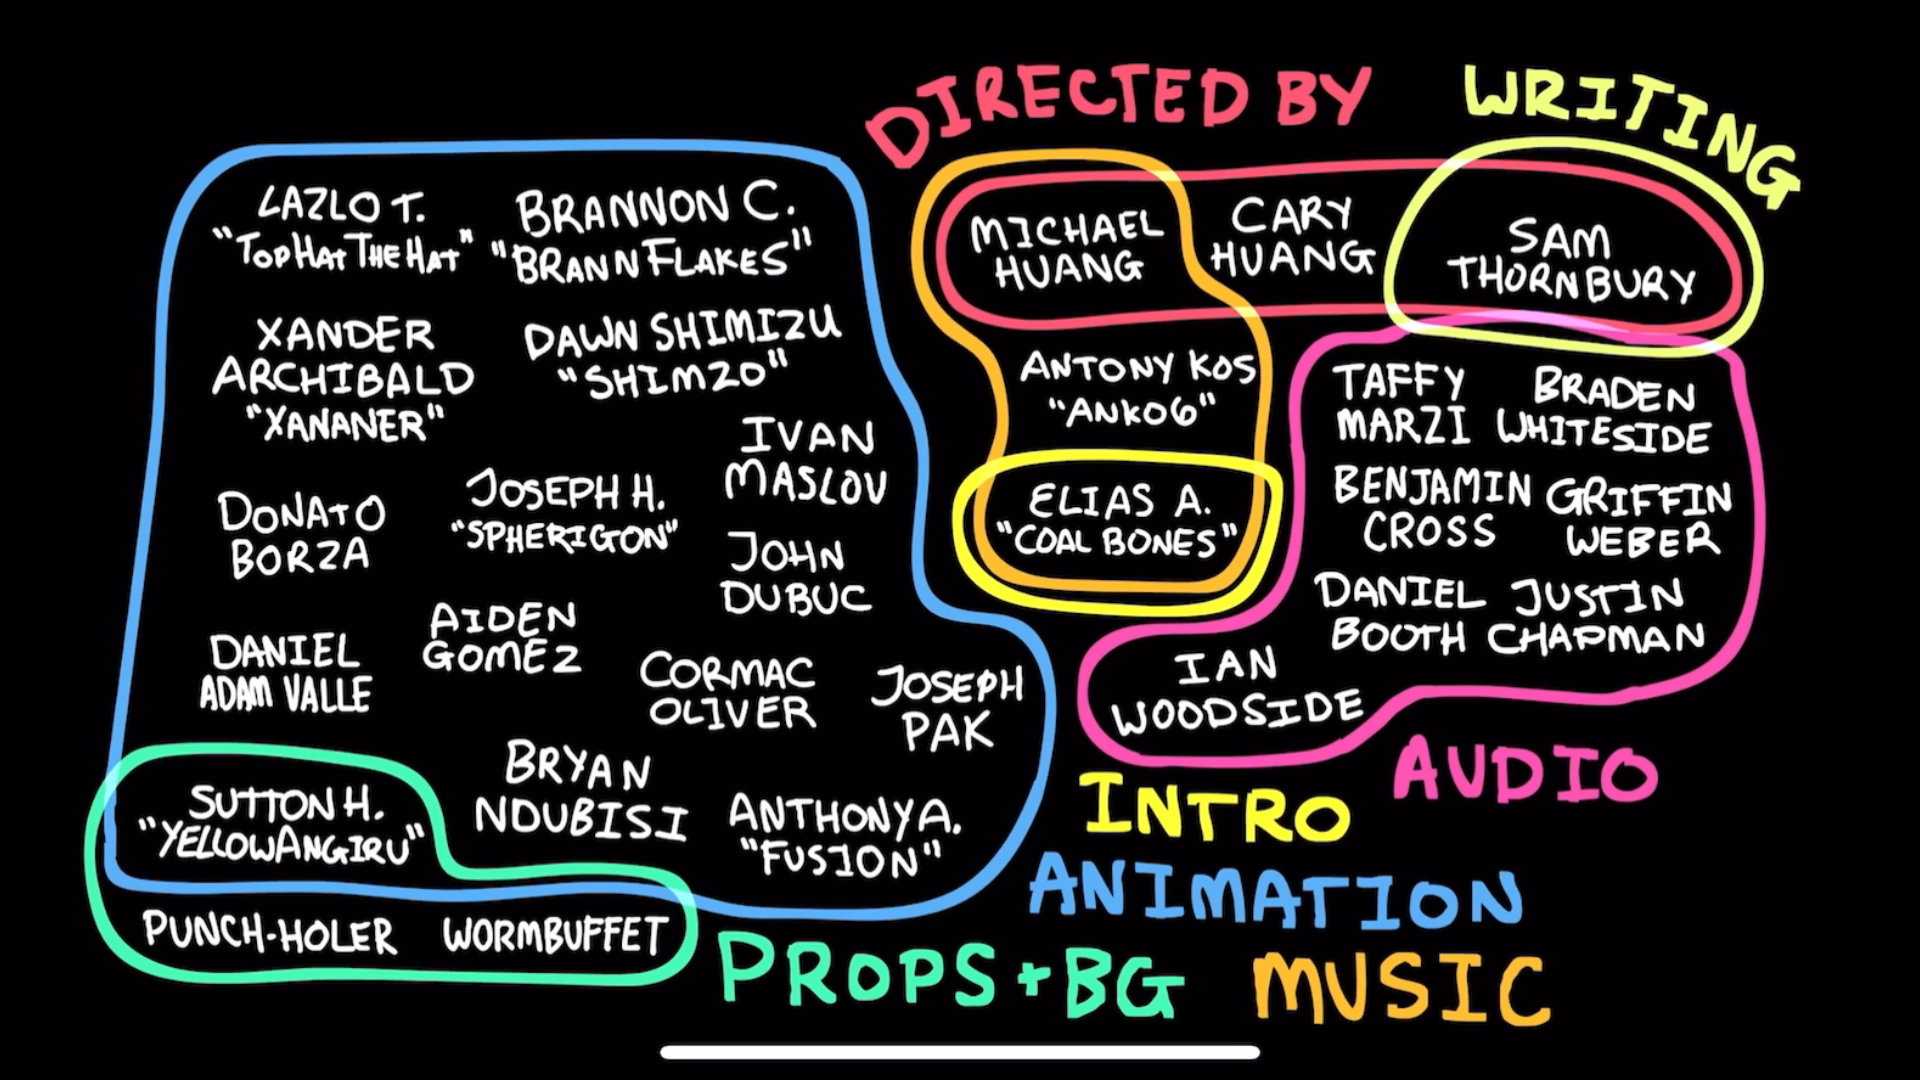 DIRECTED BY
WRITING
LAZLO T.
"TOPHATTHEHAT"
BRANNON C.
"BRANNFLAKES"
XANDER
ARCHIBALD
"XANANER"
DAWN SHIMIZU
"SHIMZO"
IVAN
MASLOV
DONATO
BORZA
JOSEPH H.
"SPHERIGON"
JOHN
DUBUC
DANIEL
ADAM VALLE
AIDEN
GOMEZ
CORMAC
OLIVER
JOSEPH
PAK
SUTTON H.
"YELLOWANGIRU"
BRYAN
NDUBISI
ANTHONY A.
"FUSION"
PUNCH-HOLER
WORMBUFFET
MICHAEL
HUANG
CARY
HUANG
SAM
THORNBURY
ANTONY KOS
"ANKO6"
ELIAS A.
"COAL BONES"
TAFFY
MARZI
BRADEN
WHITESIDE
BENJAMIN
CROSS
GRIFFIN
WEBER
DANIEL
BOOTH
JUSTIN
CHAPMAN
IAN
WOODSIDE
AUDIO
INTRO
ANIMATION
PROPS+BG
MUSIC